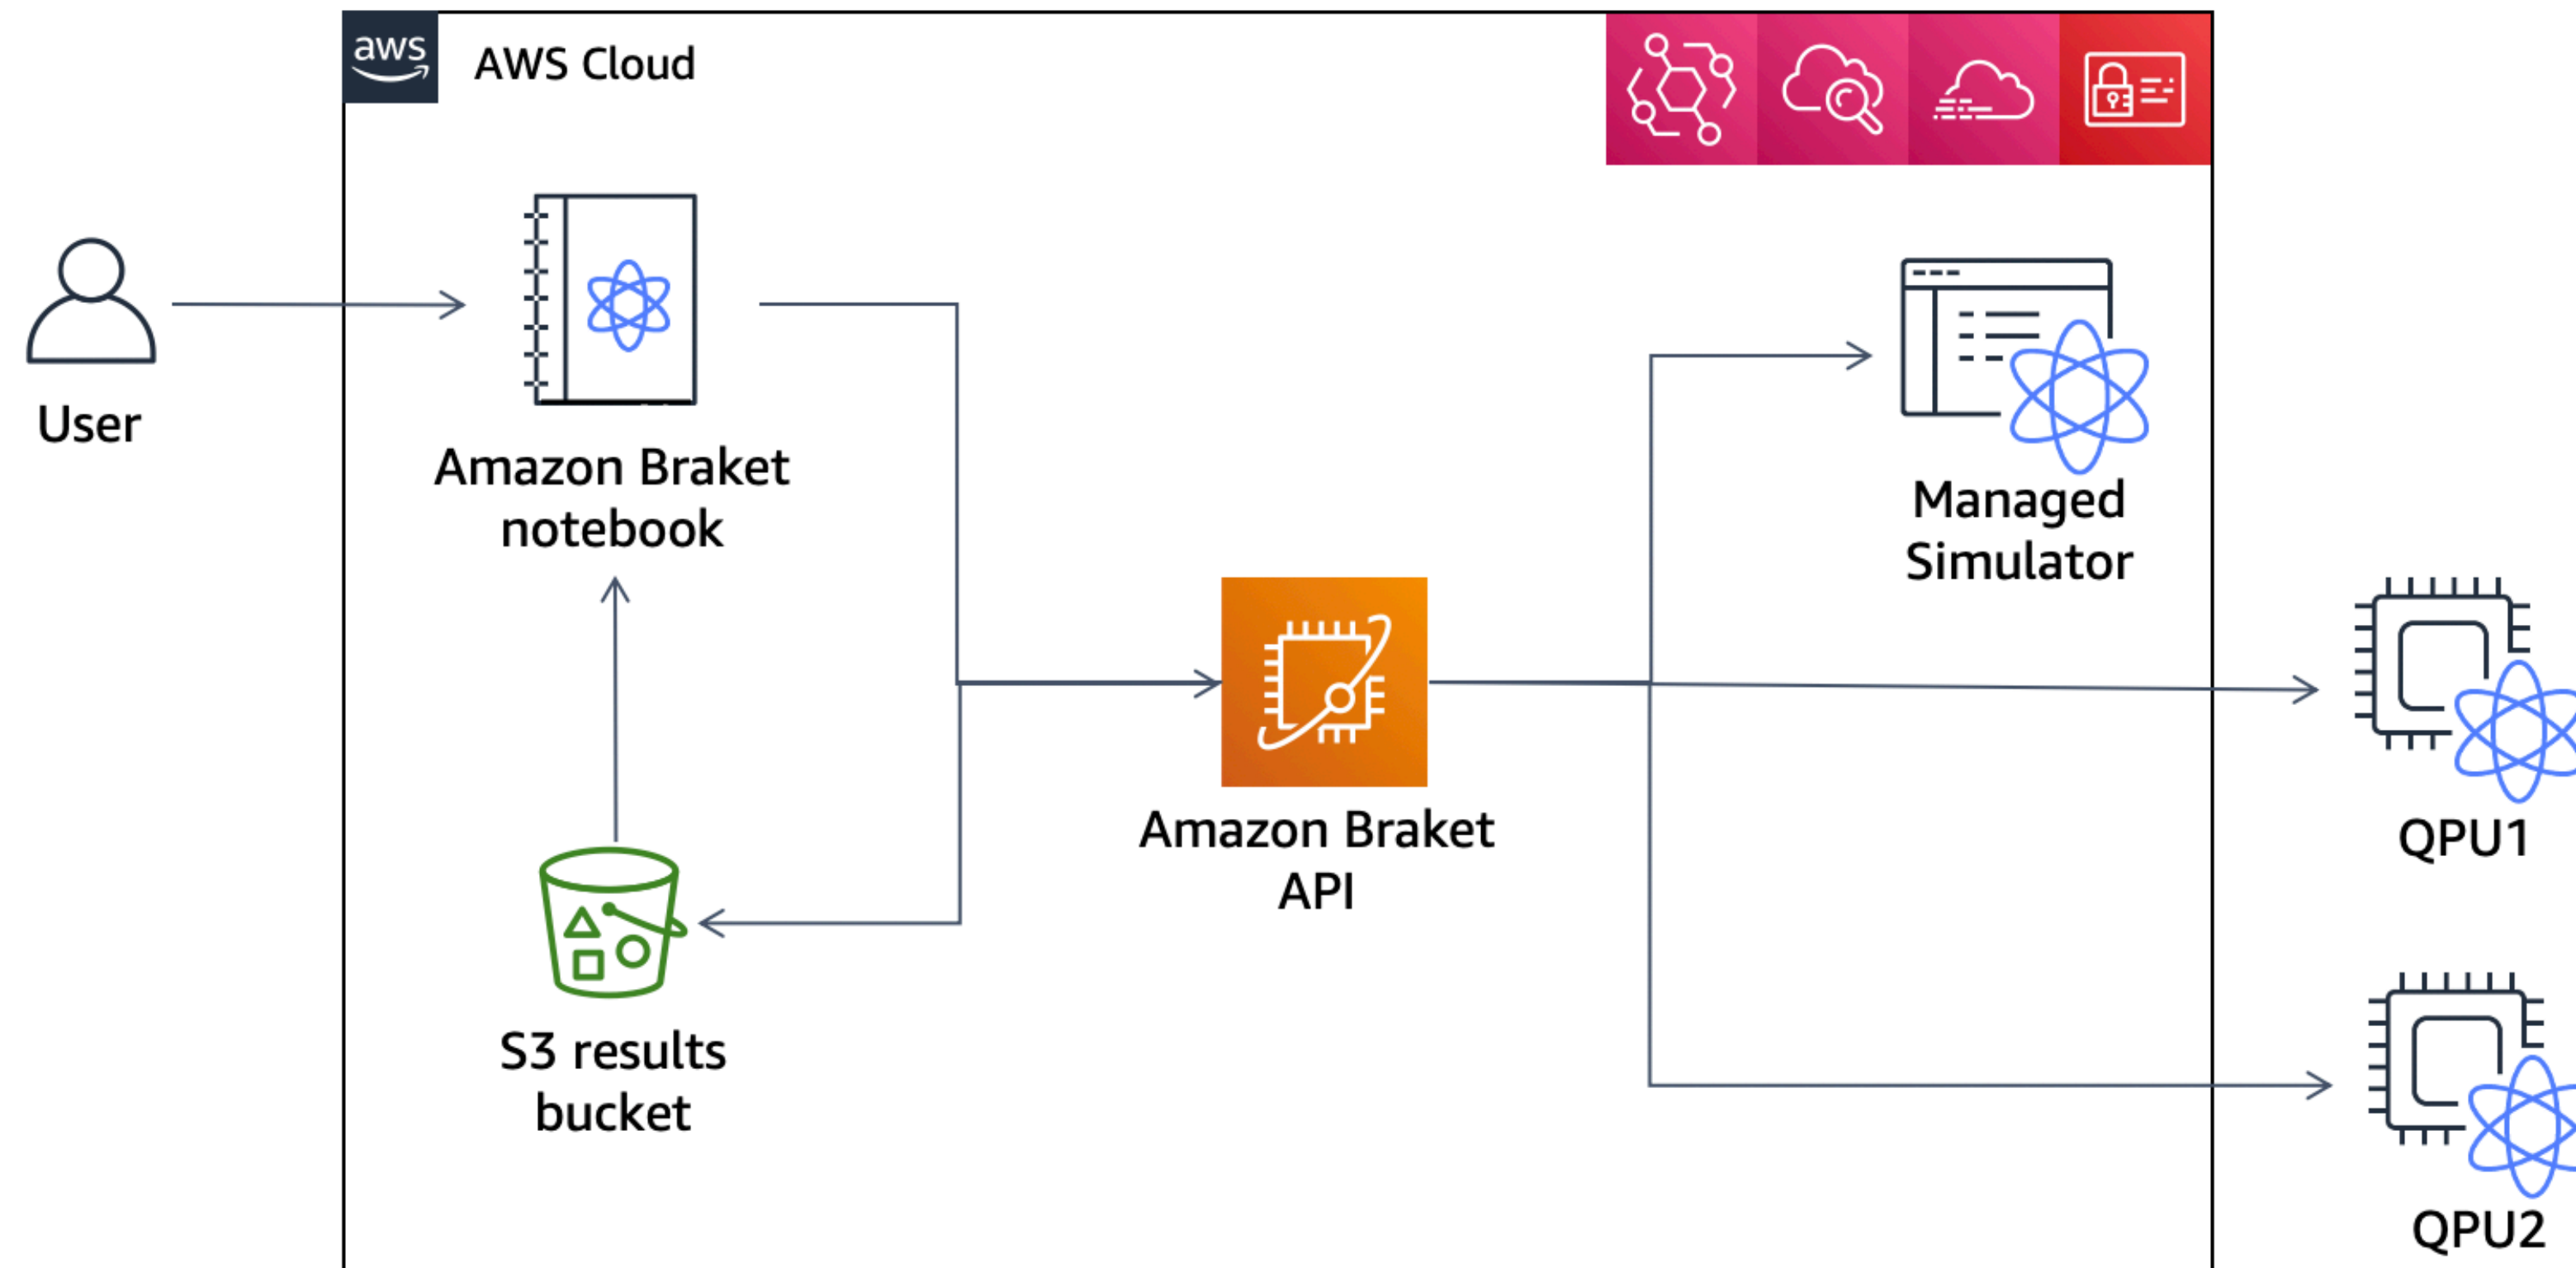 aws
AWS Cloud
User
Amazon Braket
notebook
Managed
Simulator
Amazon Braket
API
QPU1
S3 results
bucket
QPU2